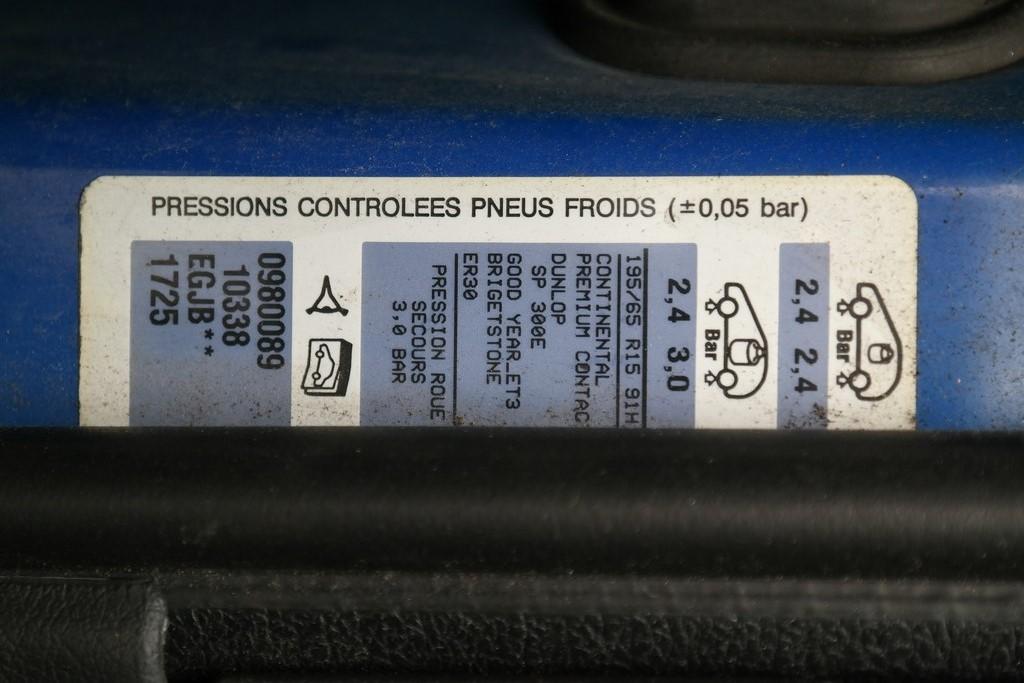 PRESSIONS CONTROLEES PNEUS FROIDS (±0,05 bar)
Bar
2,4 2,4
Bar
2,4 3,0
195/65 R15 91H
CONTINENTAL
PREMIUM CONTAC
DUNLOP
SP 300E
GOOD YEAR_ET3
BRIGETSTONE
ER30
PRESSION ROUE
SECOURS
3.0 BAR
0980089
10338
EGJB**
1725